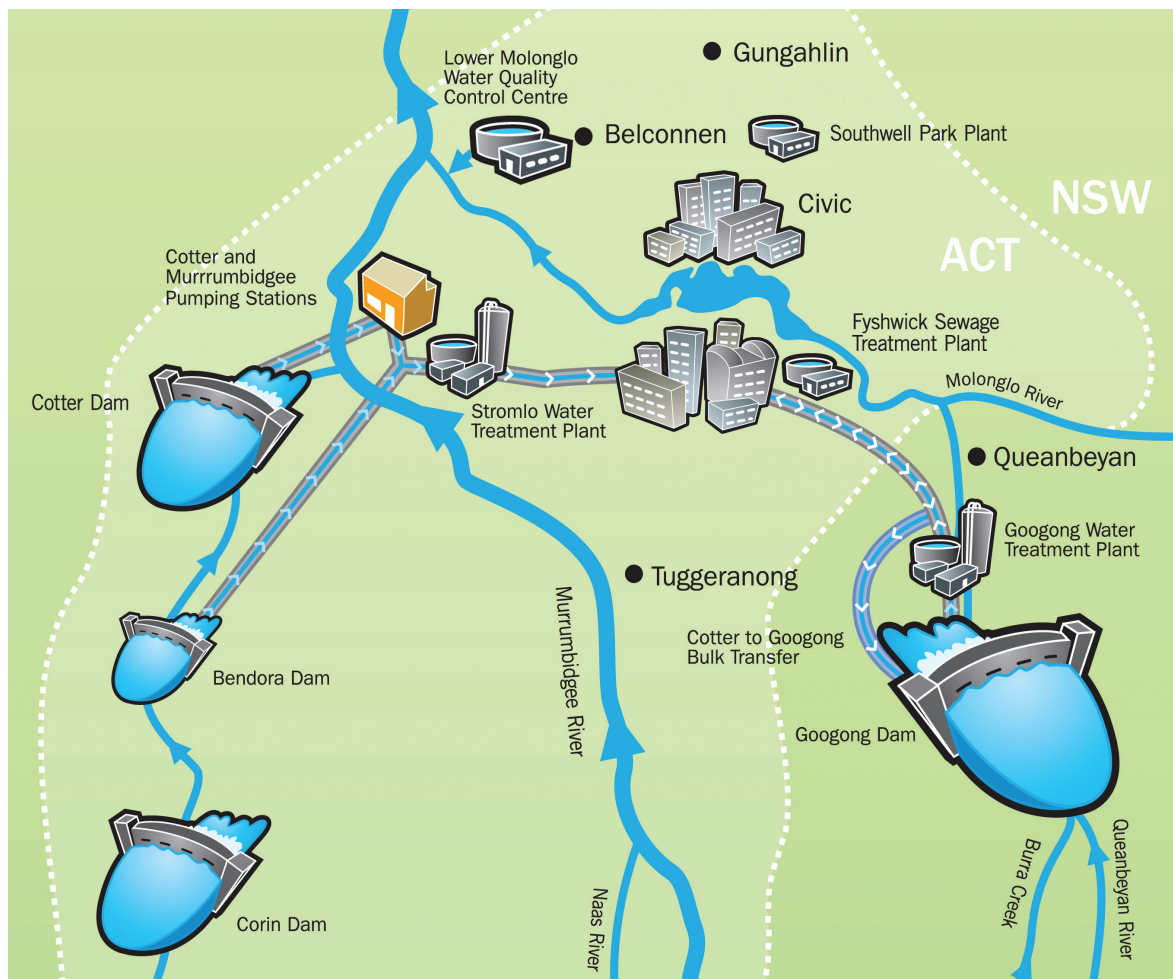 Lower Molonglo
Water Quality
Control Centre
Gungahlin
Belconnen
Southwell Park Plant
Civic
NSW
ACT
Cotter and
Murrrumbidgee
Pumping Stations
Fyshwick Sewage
Treatment Plant
Molonglo River
Cotter Dam
Stromlo Water
Treatment Plant
Queanbeyan
Googong Water
Treatment Plant
Tuggeranong
Murrumbidgee River
Cotter to Googong
Bulk Transfer
Bendora Dam
Googong Dam
Corin Dam
Naas River
Burra Creek
Queanbeyan River